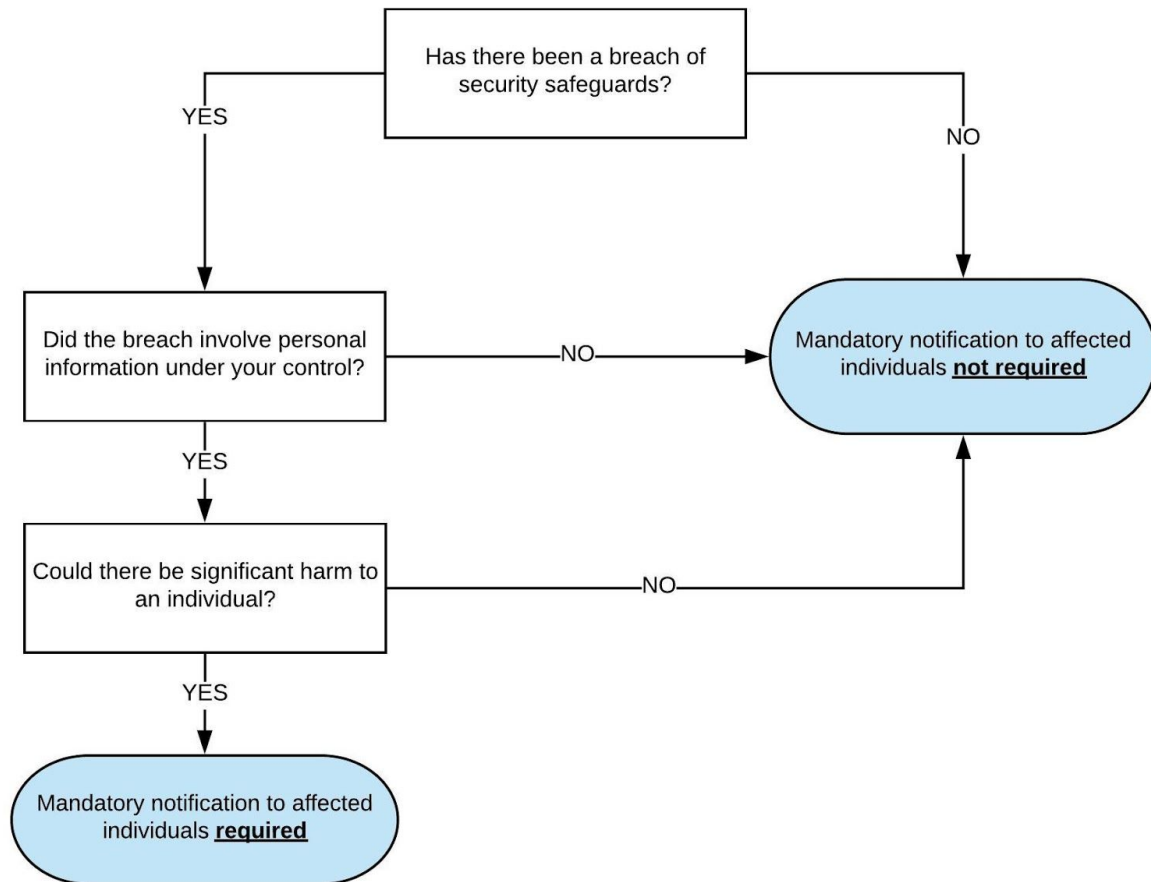 Has there been a breach of
security safeguards?
YES
NO
Did the breach involve personal
information under your control?
NO
Mandatory notification to affected
individuals not required
YES
Could there be significant harm to
an individual?
NO
YES
Mandatory notification to affected
individuals required